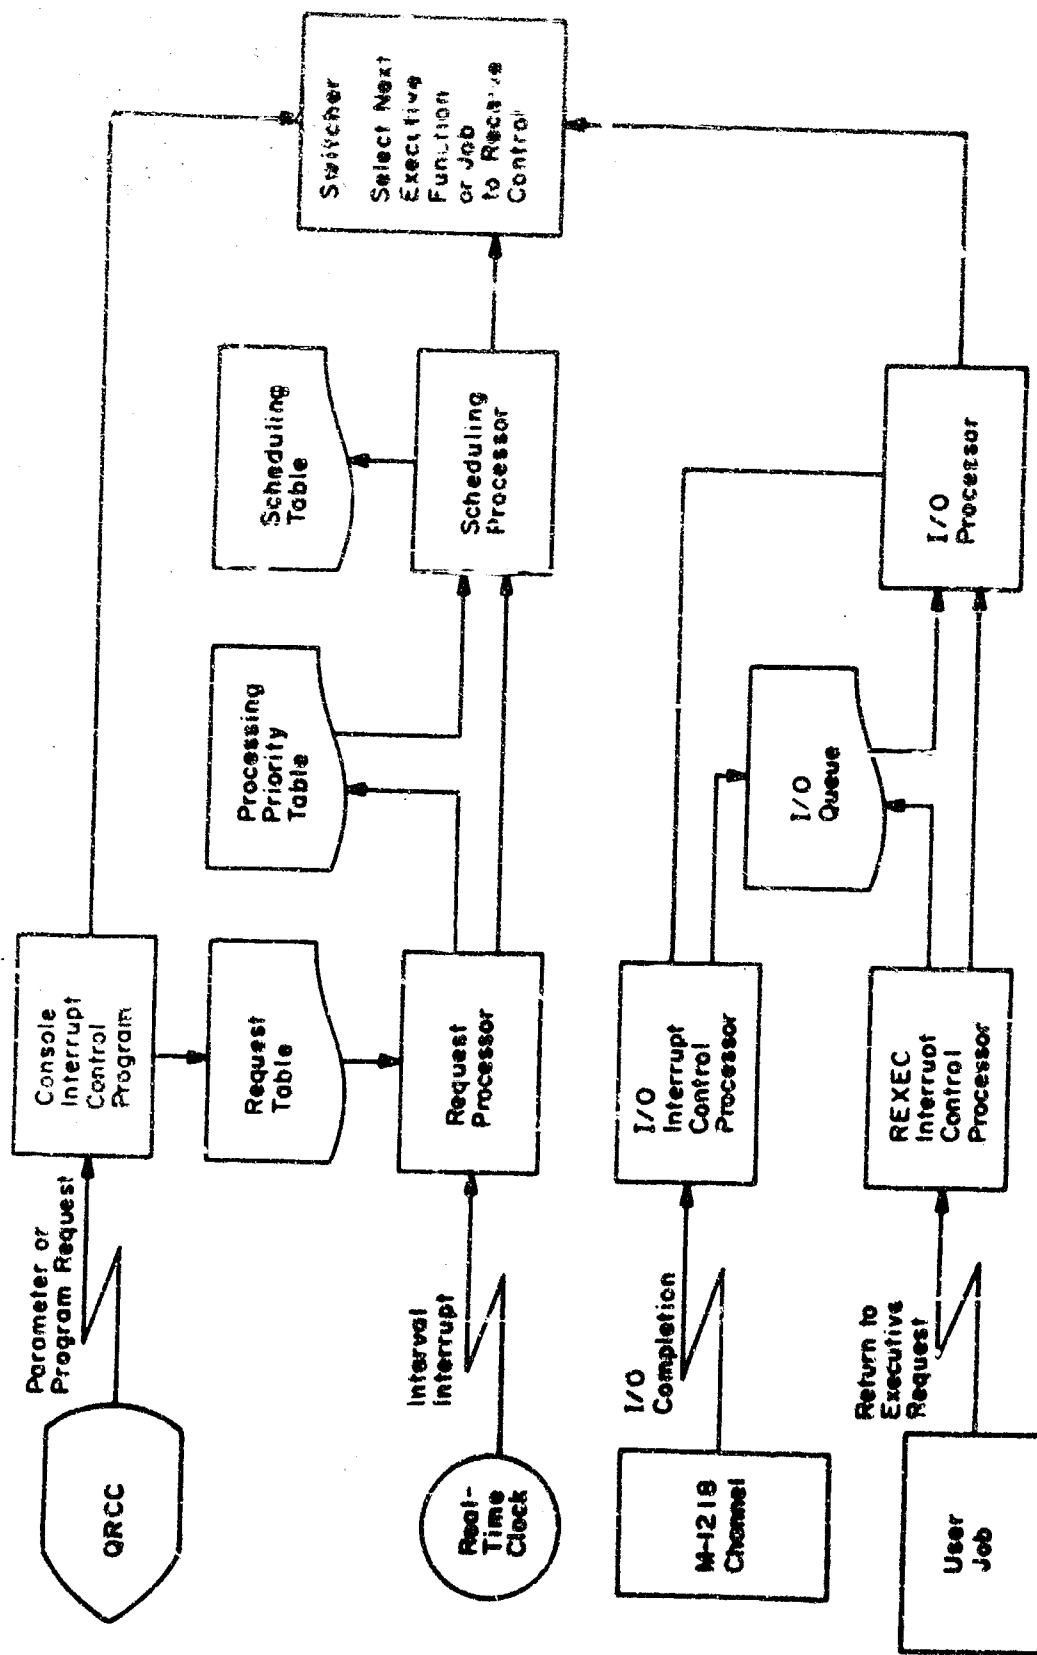 QRCC
Parameter or
Program Request
Console
Interrupt
Control
Program
Request
Table
Real-
Time
Clock
Interval
Interrupt
Request
Processor
Processing
Priority
Table
Scheduling
Table
Scheduling
Processor
Switcher
Select Next
Executive
Function
or Job
to Receive
Control
M-1218
Channel
I/O
Completion
I/O
Interrupt
Control
Processor
I/O
Queue
I/O
Processor
User
Job
Return to
Executive
Request
REXEC
Interrupt
Control
Processor